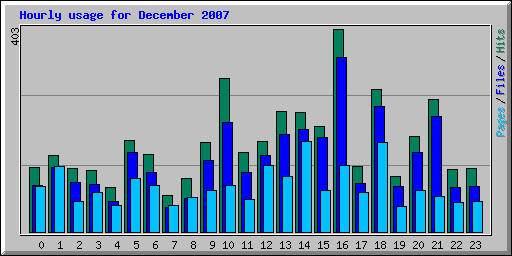 Hourly usage for December 2007
403
Pages / Files / Hits
0 1 2 3 4 5 6 7 8 9 10 11 12 13 14 15 16 17 18 19 20 21 22 23